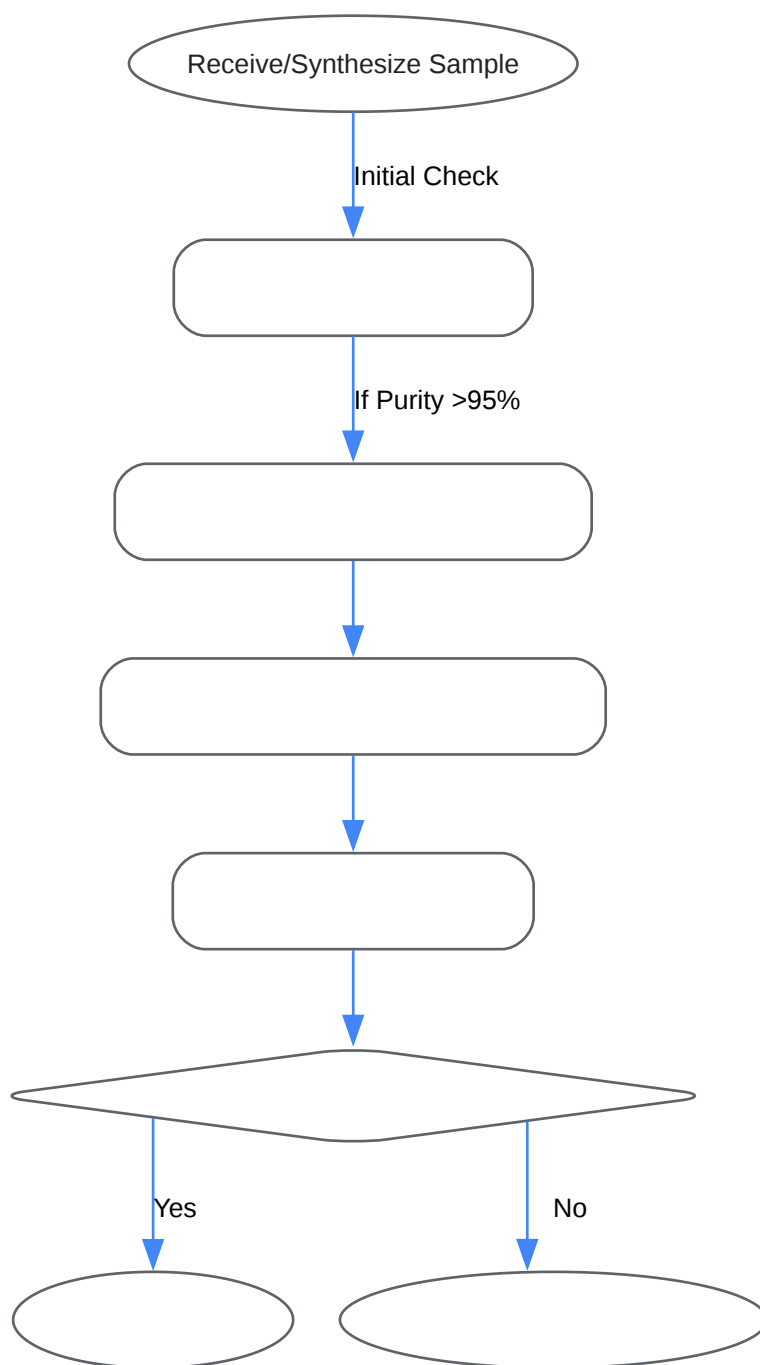 Receive/Synthesize Sample
Initial Check
If Purity >95%
Yes
No